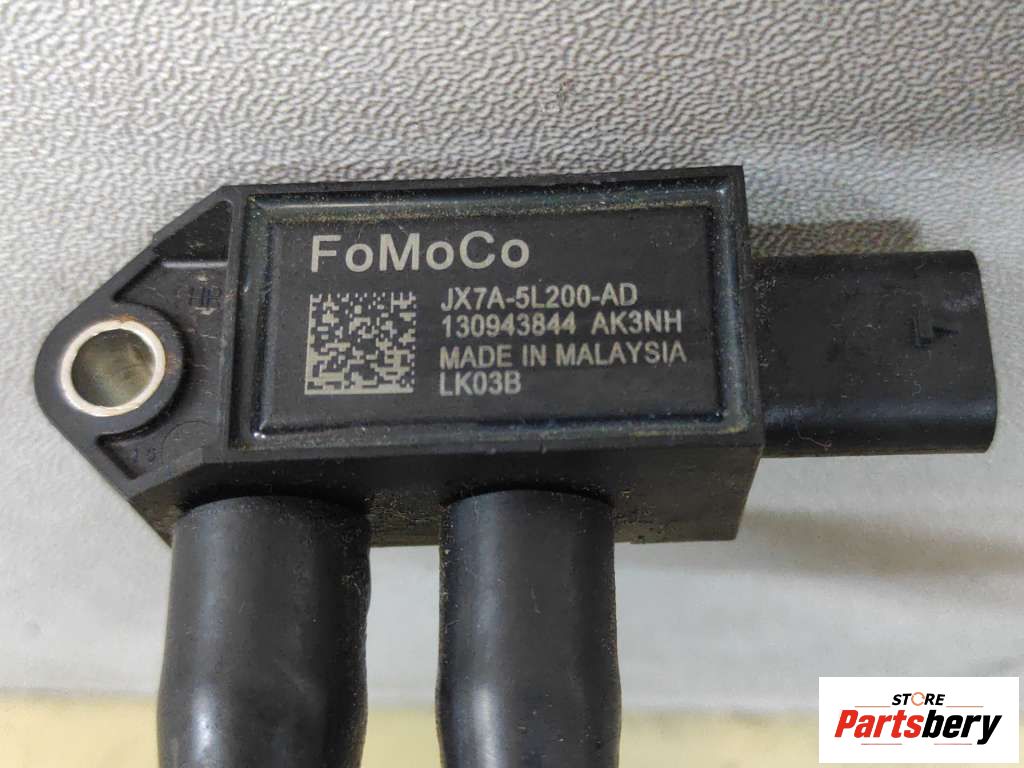 FoMoCo
JX7A-5L200-AD
130943844 AK3NH
MADE IN MALAYSIA
LK03B
STORE
Partsbery